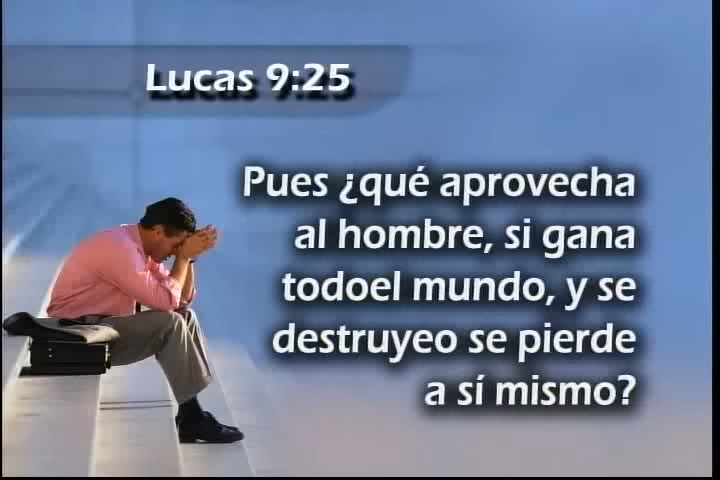 Lucas 9:25
Pues ¿qué aprovecha
al hombre, si gana
todoel mundo, y se
destruyeo se pierde
a sí mismo?